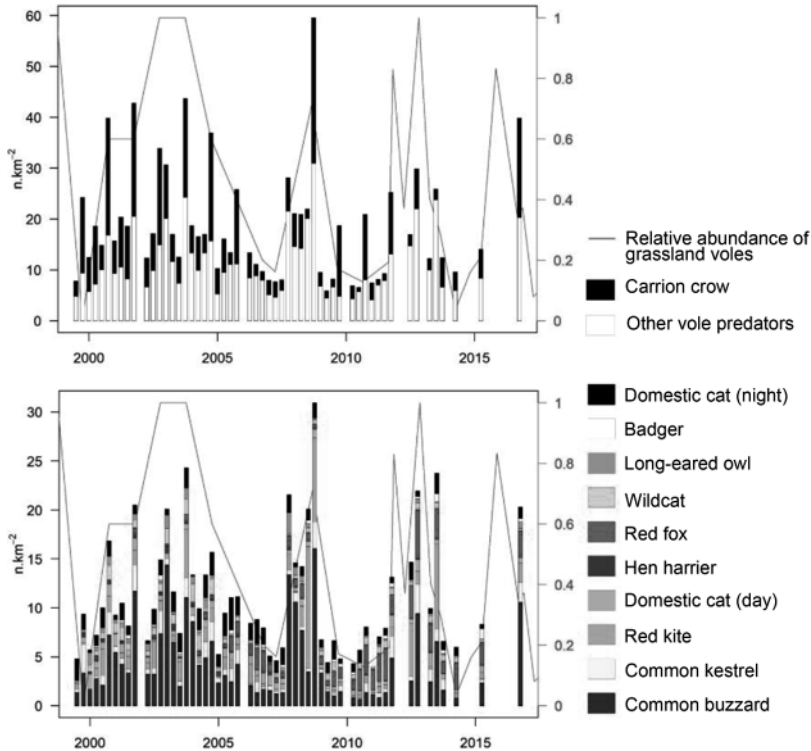 60
50
40
30
20
10
0
n.km⁻²
1
0.8
0.6
0.4
0.2
0
2000 2005 2010 2015
Relative abundance of
grassland voles
Carrion crow
Other vole predators
30
25
20
15
10
5
0
n.km⁻²
1
0.8
0.6
0.4
0.2
0
2000 2005 2010 2015
Domestic cat (night)
Badger
Long-eared owl
Wildcat
Red fox
Hen harrier
Domestic cat (day)
Red kite
Common kestrel
Common buzzard